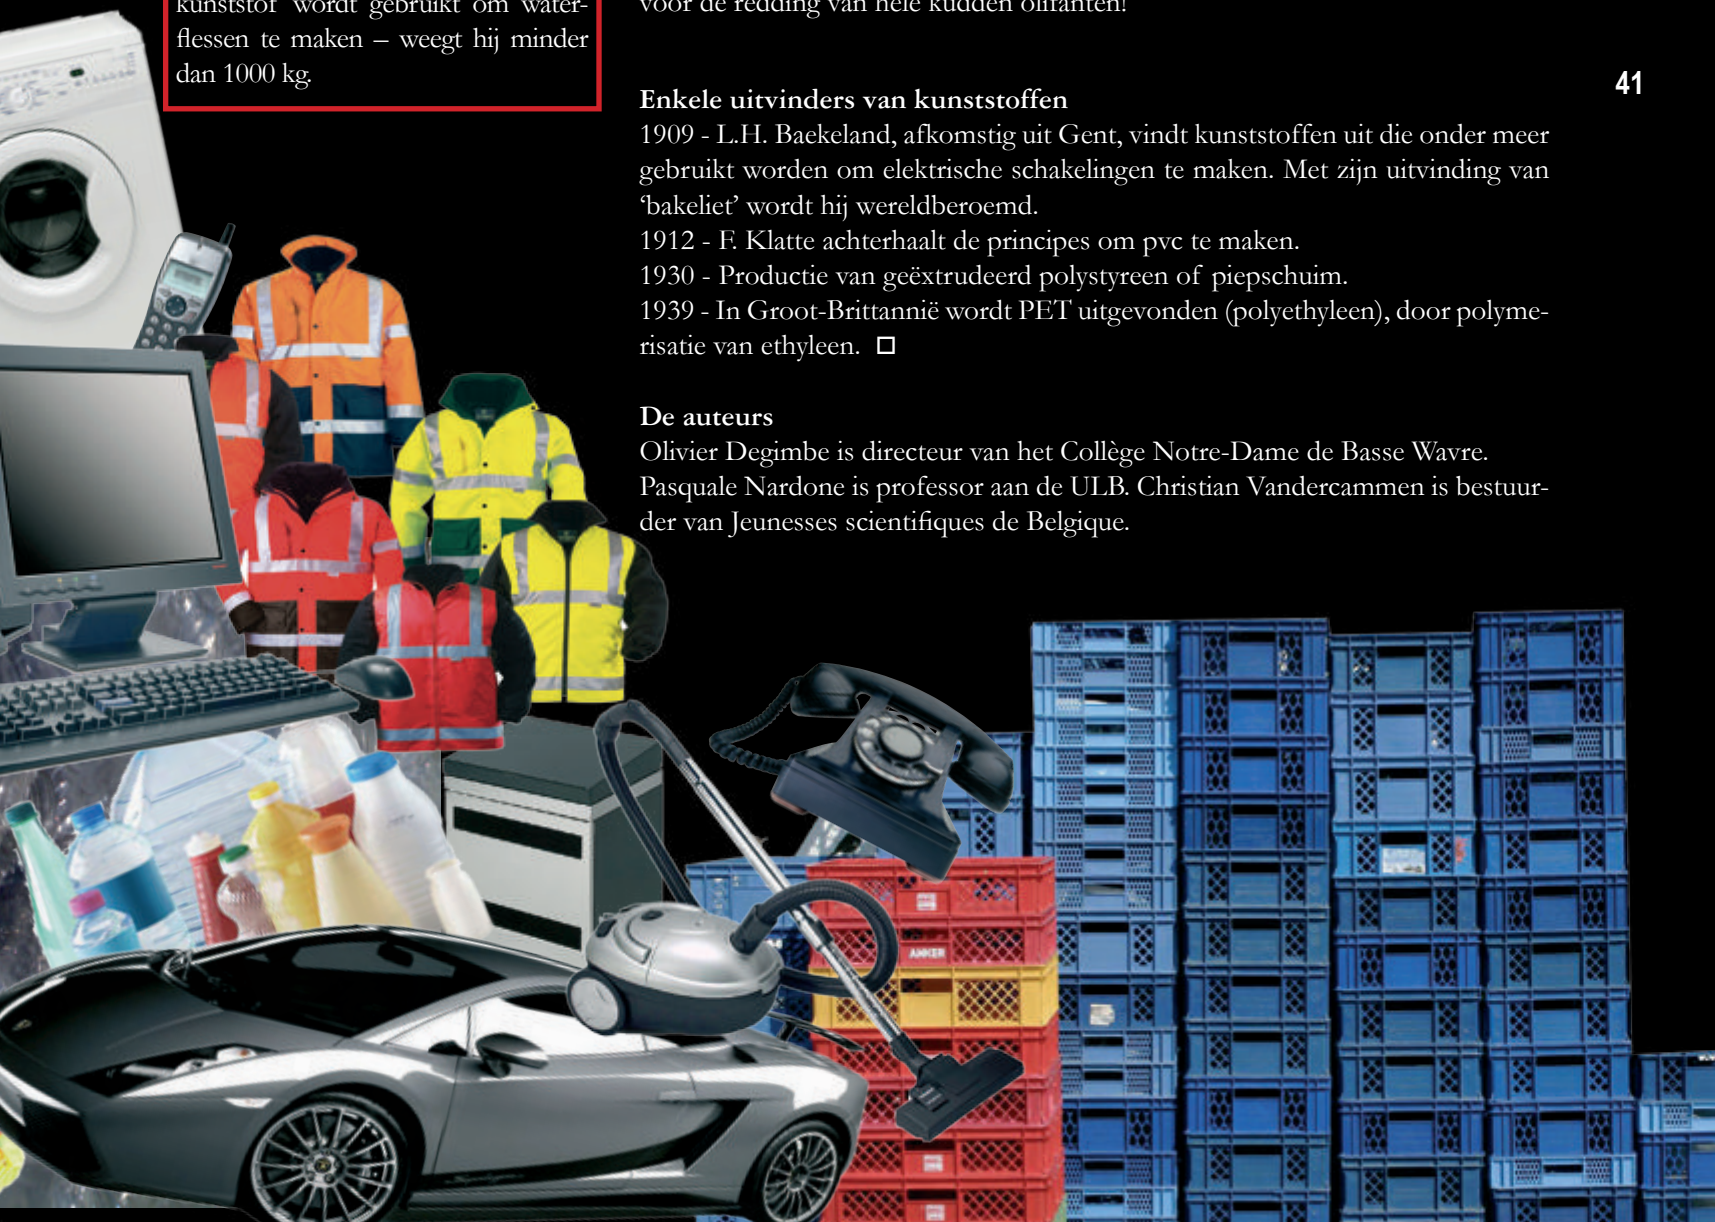 kunststof wordt gebruikt om water-
flessen te maken – weegt hij minder
dan 1000 kg.
voor de redding van hele kudden olifanten!
41
Enkele uitvinders van kunststoffen
1909 - L.H. Baekeland, afkomstig uit Gent, vindt kunststoffen uit die onder meer
gebruikt worden om elektrische schakelingen te maken. Met zijn uitvinding van
‘bakeliet’ wordt hij wereldberoemd.
1912 - F. Klatte achterhaalt de principes om pvc te maken.
1930 - Productie van geëxtrudeerd polystyreen of piepschuim.
1939 - In Groot-Brittannië wordt PET uitgevonden (polyethyleen), door polyme-
risatie van ethyleen. □
De auteurs
Olivier Degimbe is directeur van het Collège Notre-Dame de Basse Wavre.
Pasquale Nardone is professor aan de ULB. Christian Vandercammen is bestuur-
der van Jeunesses scientifiques de Belgique.
ANKER